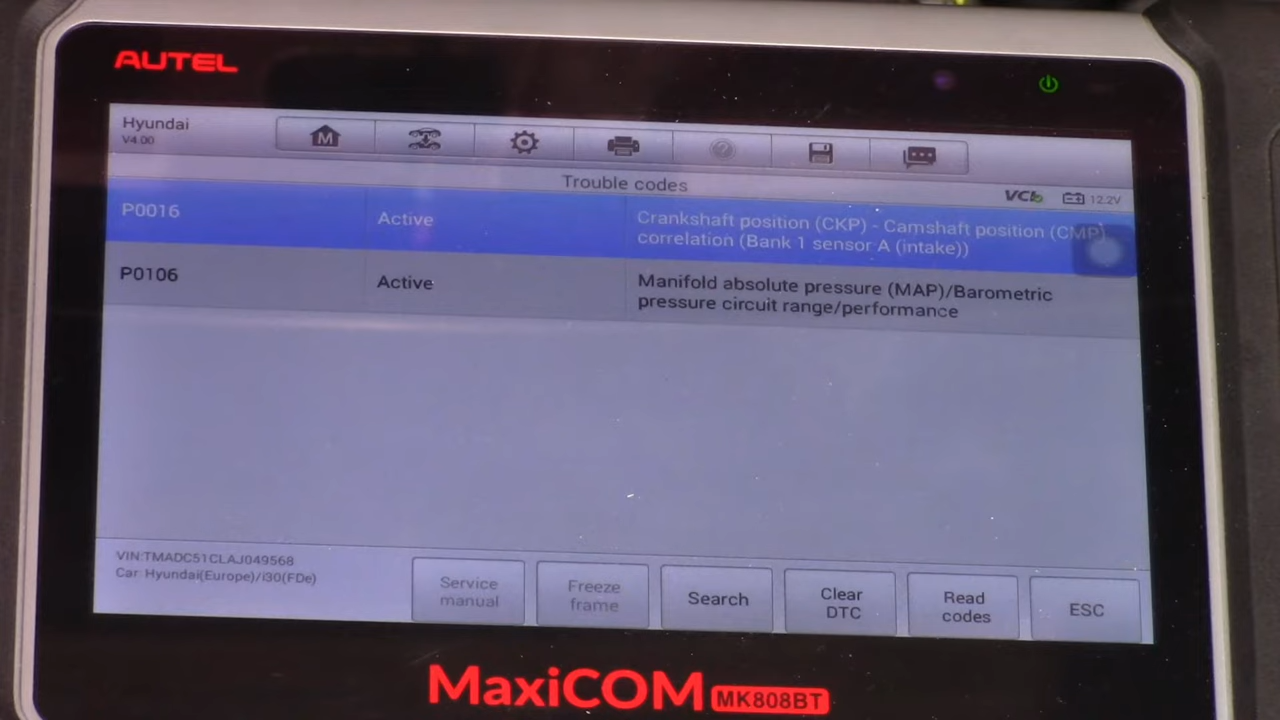 AUTEL
Hyundai
V4.00
M
Trouble codes
VCI 12.2V
P0016 Active Crankshaft position (CKP) - Camshaft position (CMP)
correlation (Bank 1 sensor A (intake))
P0106 Active Manifold absolute pressure (MAP)/Barometric
pressure circuit range/performance
VIN:TMADC51CLAJ049568
Car: Hyundai(Europe)/i30(FDe)
Service
manual
Freeze
frame
Search
Clear
DTC
Read
codes
ESC
MaxiCOM MK808BT